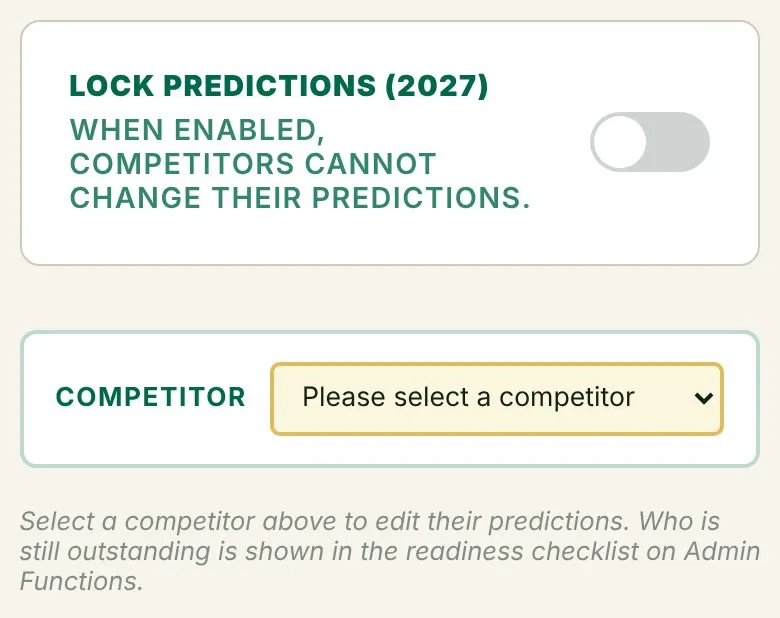 LOCK PREDICTIONS (2027)
WHEN ENABLED,
COMPETITORS CANNOT
CHANGE THEIR PREDICTIONS.
COMPETITOR
Please select a competitor
Select a competitor above to edit their predictions. Who is
still outstanding is shown in the readiness checklist on Admin
Functions.